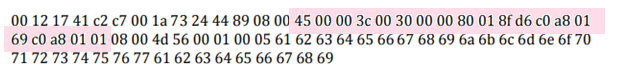 00 12 17 41 c2 c7 00 1a 73 24 44 89 08 00 45 00 00 3c 00 30 00 00 80 01 8f d6 c0 a8 01
69 c0 a8 01 01 08 00 4d 56 00 01 00 05 61 62 63 64 65 66 67 68 69 6a 6b 6c 6d 6e 6f 70
71 72 73 74 75 76 77 61 62 63 64 65 66 67 68 69